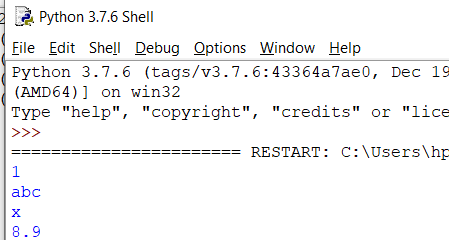 Python 3.7.6 Shell
File Edit Shell Debug Options Window Help
Python 3.7.6 (tags/v3.7.6:43364a7ae0, Dec 19
(AMD64)] on win32
Type "help", "copyright", "credits" or "lice
>>>
======================= RESTART: C:\Users\hp
1
abc
x
8.9